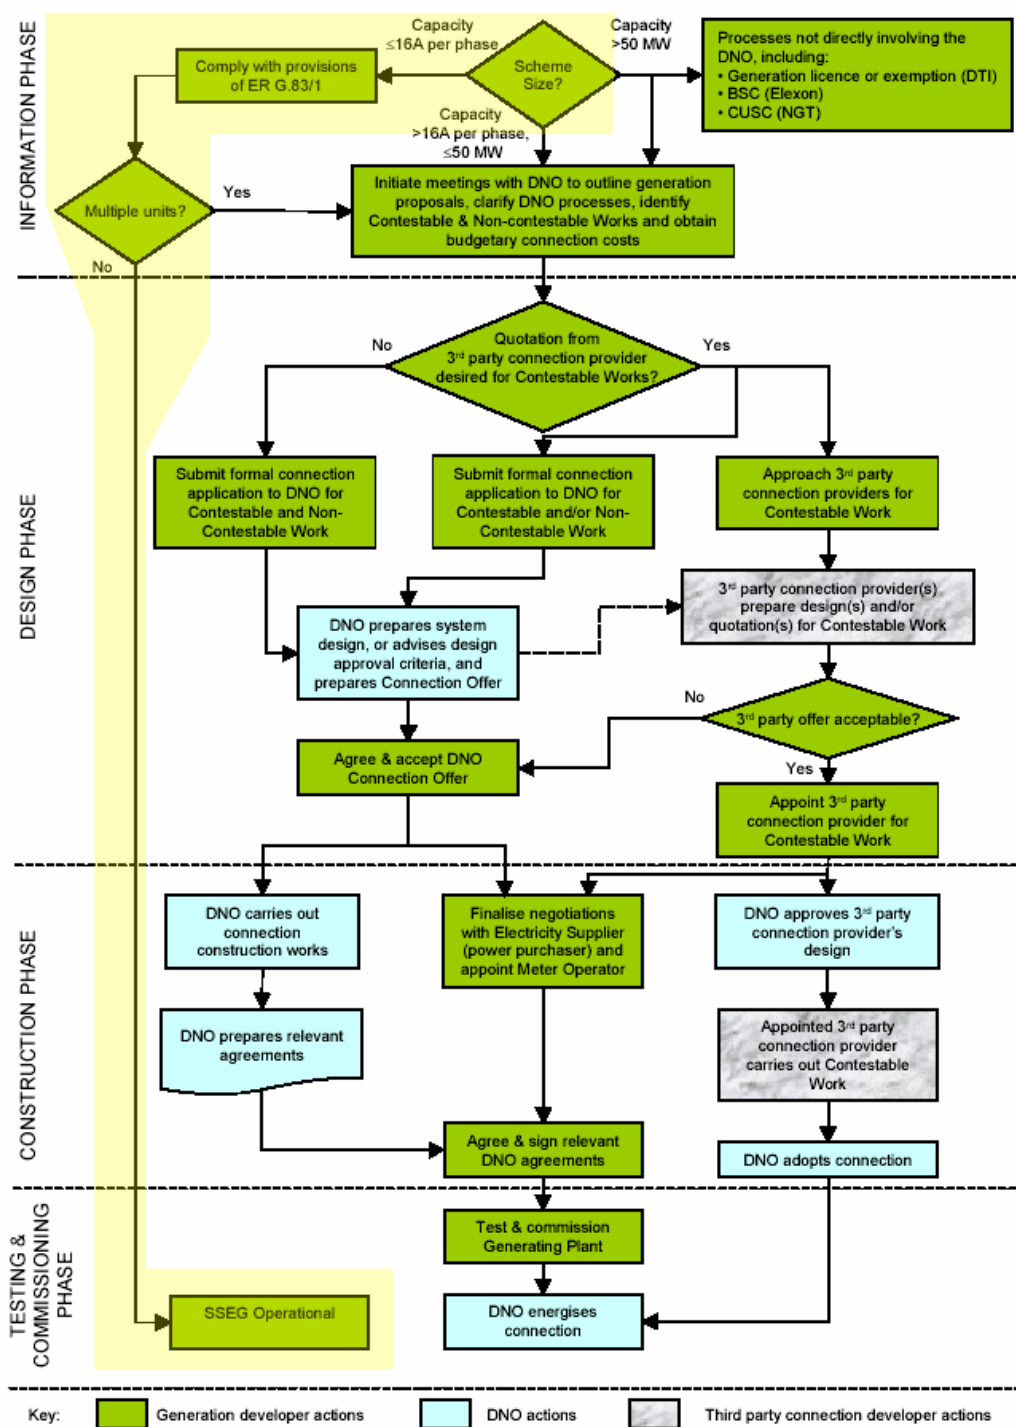 INFORMATION PHASE
Capacity
≤16A per phase
Capacity
>50 MW
Scheme
Size?
Comply with provisions
of ER G.83/1
Processes not directly involving the
DNO, including:
• Generation licence or exemption (DTI)
• BSC (Elexon)
• CUSC (NGT)
Capacity
>16A per phase,
≤50 MW
Multiple units?
Yes
No
Initiate meetings with DNO to outline generation
proposals, clarify DNO processes, identify
Contestable & Non-contestable Works and obtain
budgetary connection costs
DESIGN PHASE
No
Quotation from
3rd party connection provider
desired for Contestable Works?
Yes
Submit formal connection
application to DNO for
Contestable and Non-
Contestable Work
Submit formal connection
application to DNO for
Contestable and/or Non-
Contestable Work
Approach 3rd party
connection providers for
Contestable Work
DNO prepares system
design, or advises design
approval criteria, and
prepares Connection Offer
3rd party connection provider(s)
prepare design(s) and/or
quotation(s) for Contestable Work
No
3rd party offer acceptable?
Yes
Agree & accept DNO
Connection Offer
Appoint 3rd party
connection provider for
Contestable Work
CONSTRUCTION PHASE
DNO carries out
connection
construction works
Finalise negotiations
with Electricity Supplier
(power purchaser) and
appoint Meter Operator
DNO approves 3rd party
connection provider's
design
DNO prepares relevant
agreements
Appointed 3rd party
connection provider
carries out Contestable
Work
Agree & sign relevant
DNO agreements
DNO adopts connection
TESTING &
COMMISSIONING
PHASE
Test & commission
Generating Plant
SSEG Operational
DNO energises
connection
Key:
Generation developer actions
DNO actions
Third party connection developer actions